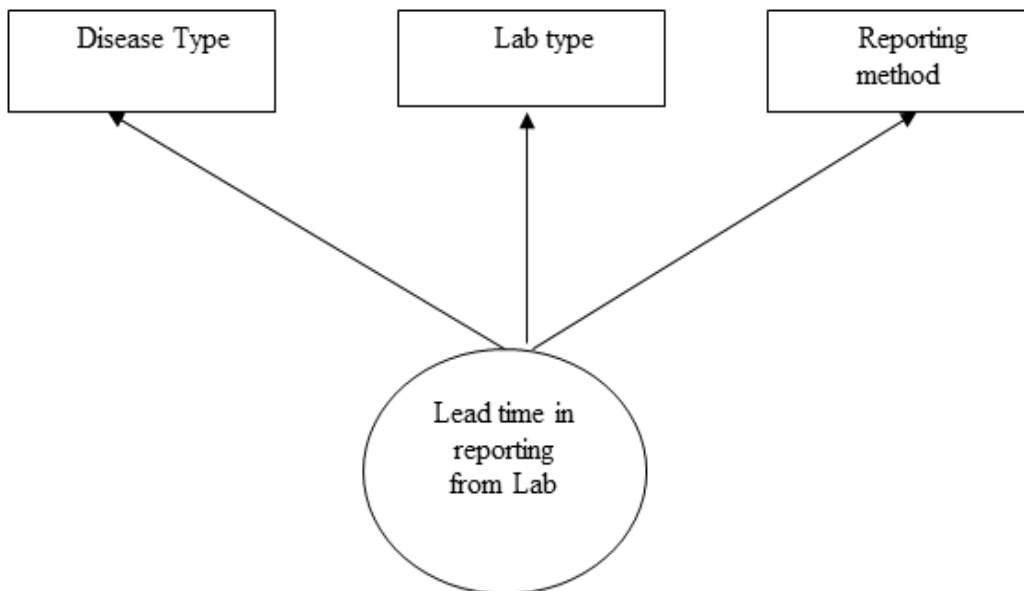 Disease Type
Lab type
Reporting
method
Lead time in
reporting
from Lab